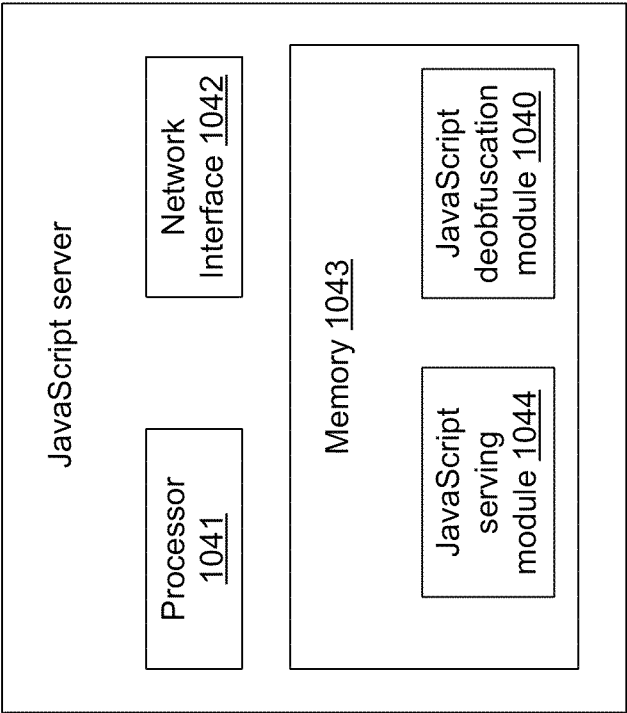 JavaScript server
Processor
1041
Network
Interface 1042
Memory 1043
JavaScript
serving
module 1044
JavaScript
deobfuscation
module 1040